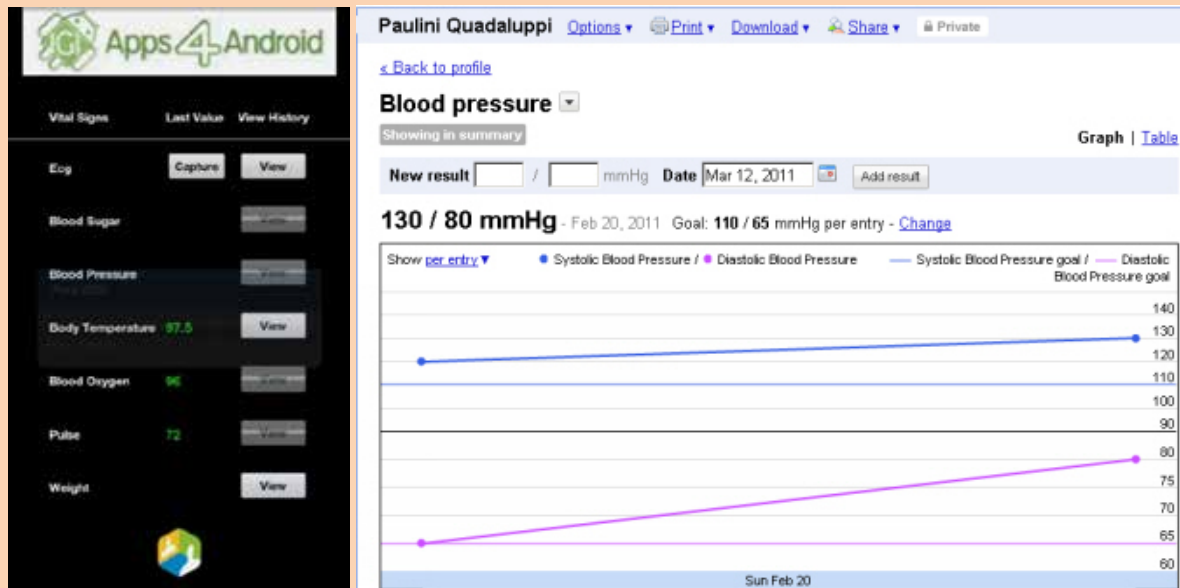 Apps4Android
Vital Signs Last Value View History
Ecg Capture View
Blood Sugar View
Blood Pressure View
Body Temperature 97.5 View
Blood Oxygen 96 View
Pulse 72 View
Weight View
Paulini Quadaluppi Options ▾ Print ▾ Download ▾ Share ▾ Private
« Back to profile
Blood pressure
Showing in summary
Graph | Table
New result / mmHg Date Mar 12, 2011 Add result
130 / 80 mmHg - Feb 20, 2011 Goal: 110 / 65 mmHg per entry - Change
Show per entry ▼ Systolic Blood Pressure / Diastolic Blood Pressure Systolic Blood Pressure goal / Diastolic
Blood Pressure goal
140
130
120
110
100
90
80
75
70
65
60
Sun Feb 20